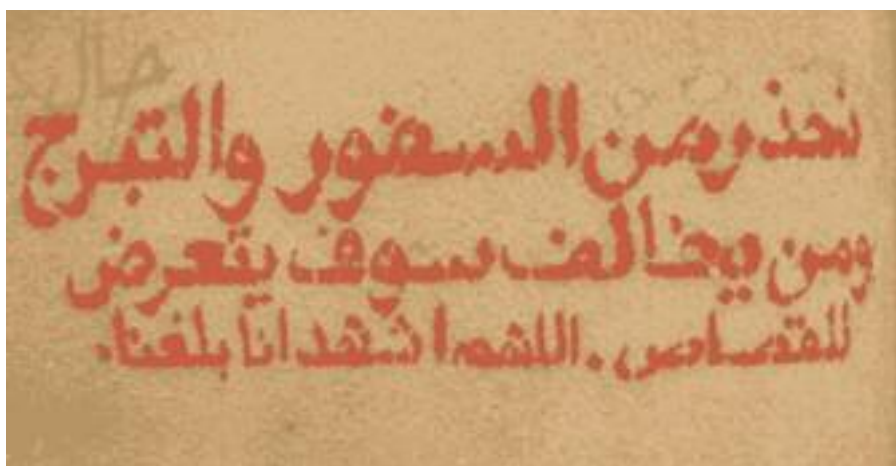 نحذر من السفور والتبرج
ومن يخالف سوف يتعرض
للقصاص . اللهم اشهد انا بلغنا .